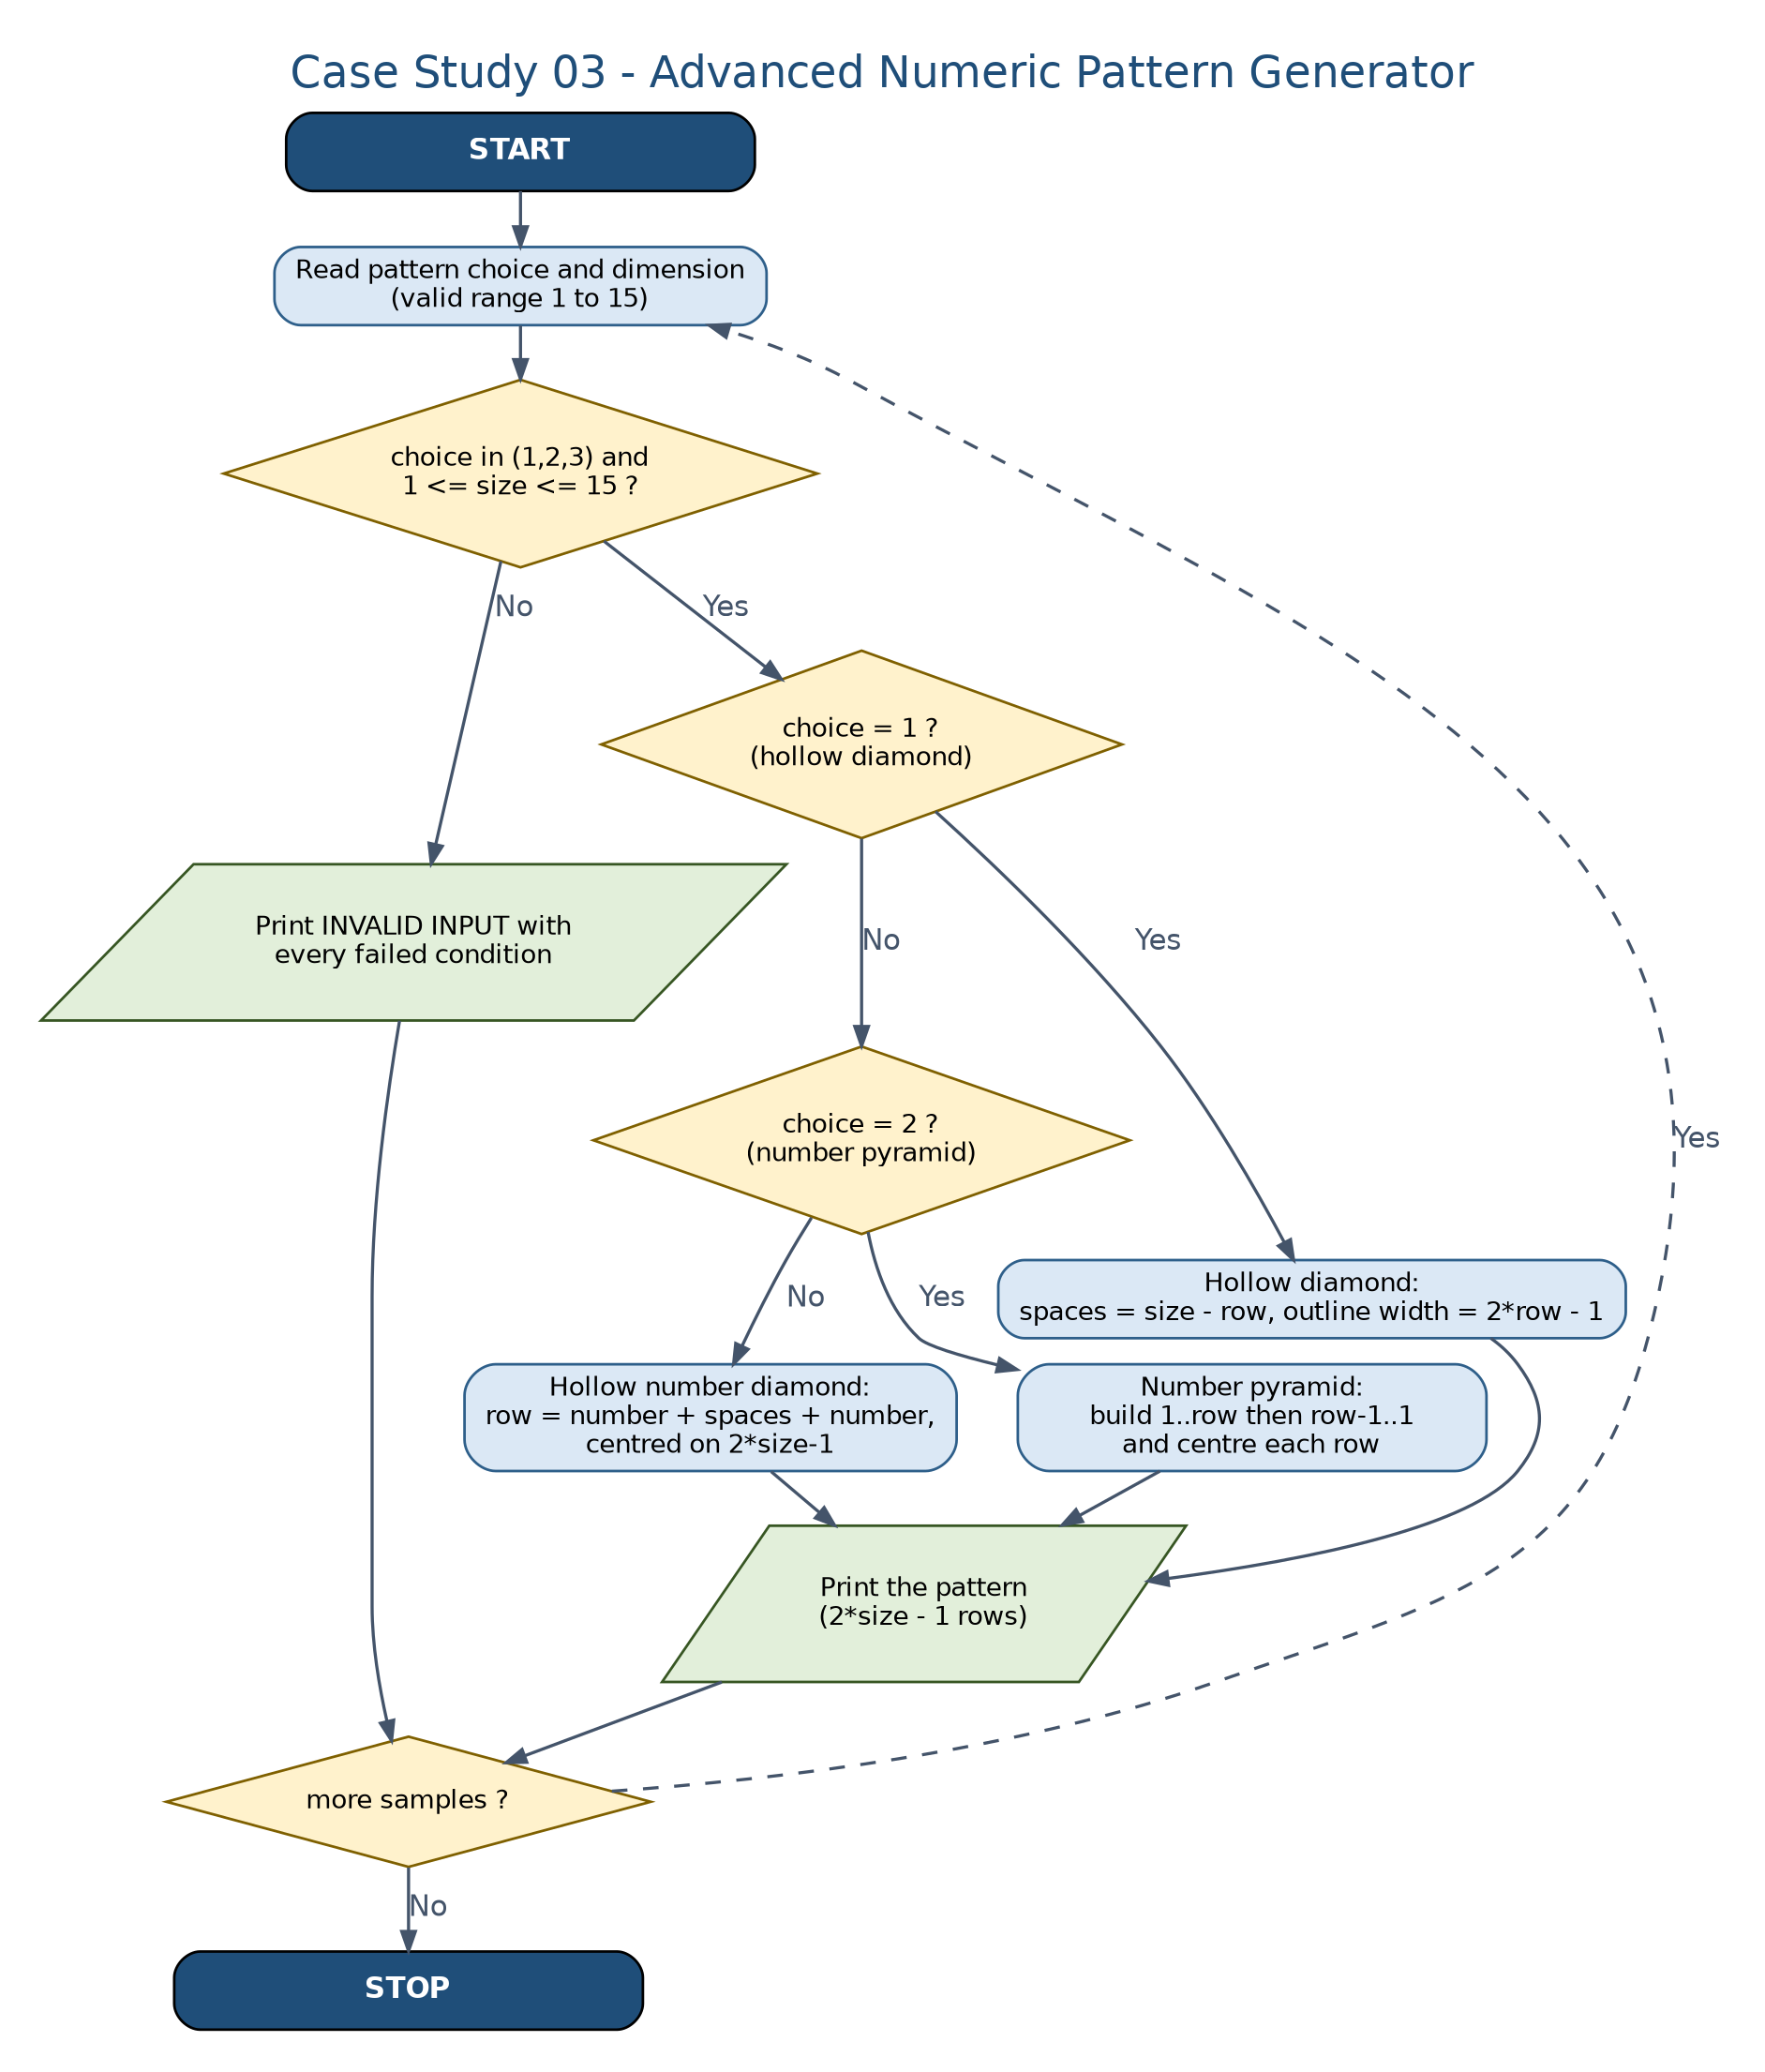 Case Study 03 - Advanced Numeric Pattern Generator
START
Read pattern choice and dimension
(valid range 1 to 15)
choice in (1,2,3) and
1 <= size <= 15 ?
No
Yes
choice = 1 ?
(hollow diamond)
Print INVALID INPUT with
every failed condition
No
Yes
choice = 2 ?
(number pyramid)
Yes
No
Yes
Hollow diamond:
spaces = size - row, outline width = 2*row - 1
Hollow number diamond:
row = number + spaces + number,
centred on 2*size-1
Number pyramid:
build 1..row then row-1..1
and centre each row
Print the pattern
(2*size - 1 rows)
more samples ?
No
STOP